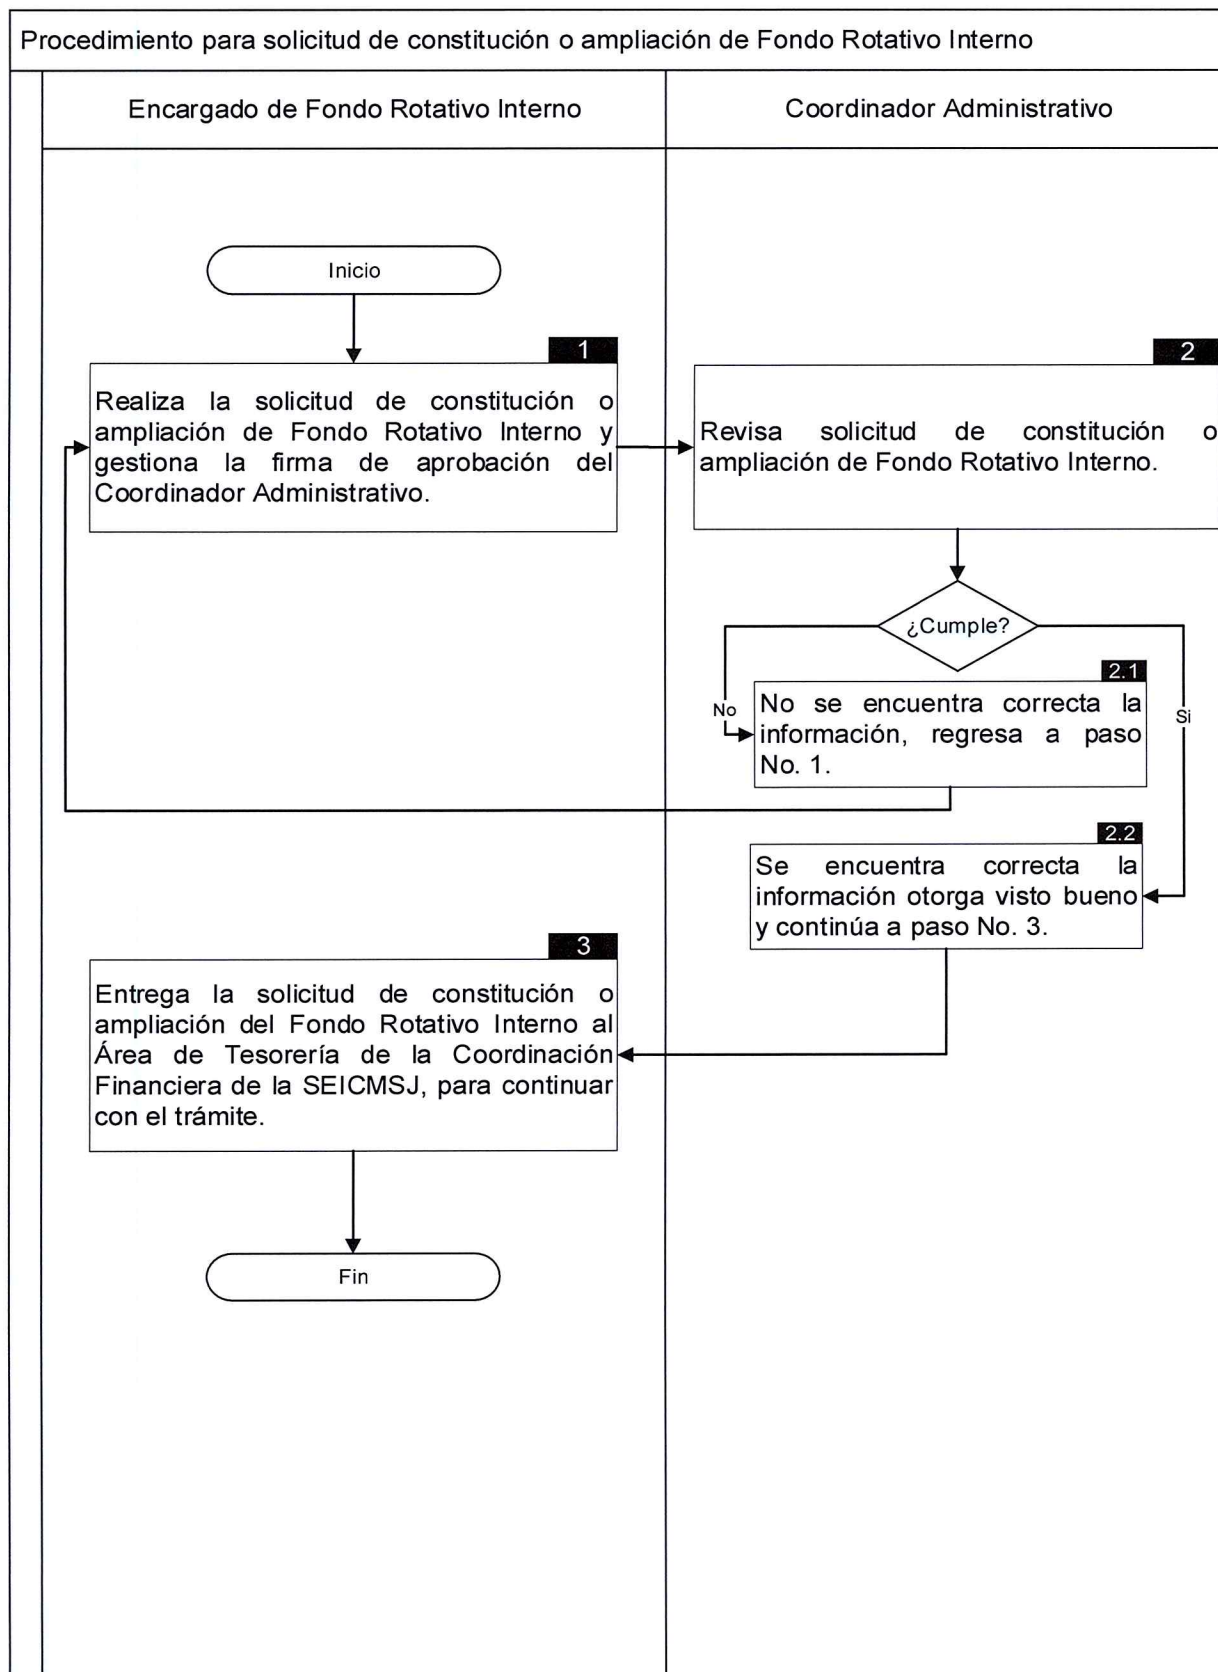 Procedimiento para solicitud de constitución o ampliación de Fondo Rotativo Interno
Encargado de Fondo Rotativo Interno
Coordinador Administrativo
Inicio
1
Realiza la solicitud de constitución o
ampliación de Fondo Rotativo Interno y
gestiona la firma de aprobación del
Coordinador Administrativo.
2
Revisa solicitud de constitución o
ampliación de Fondo Rotativo Interno.
¿Cumple?
No
Si
2.1
No se encuentra correcta la
información, regresa a paso
No. 1.
2.2
Se encuentra correcta la
información otorga visto bueno
y continúa a paso No. 3.
3
Entrega la solicitud de constitución o
ampliación del Fondo Rotativo Interno al
Área de Tesorería de la Coordinación
Financiera de la SEICMSJ, para continuar
con el trámite.
Fin